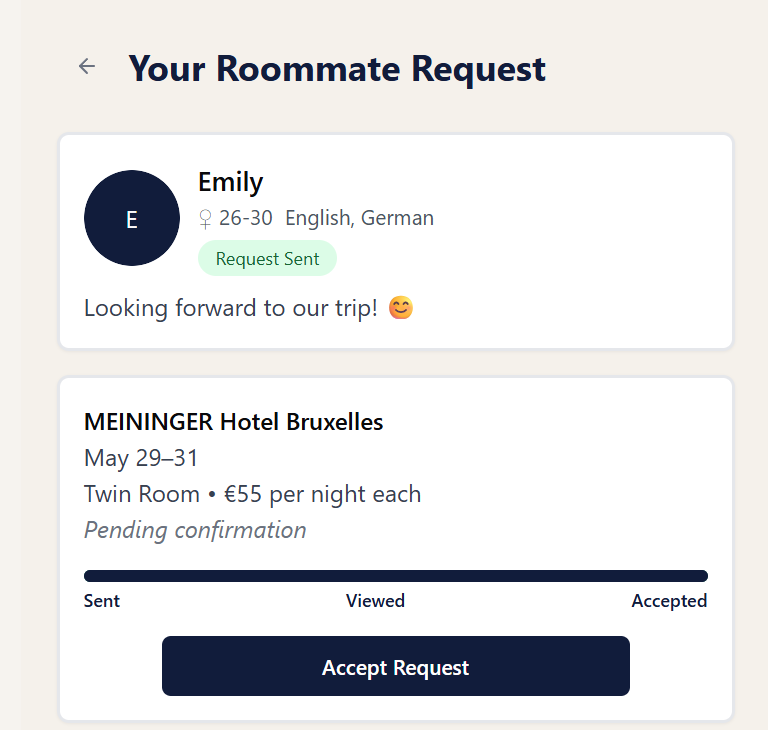 Your Roommate Request
E
Emily
♀ 26-30 English, German
Request Sent
Looking forward to our trip! 😊
MEININGER Hotel Bruxelles
May 29–31
Twin Room • €55 per night each
Pending confirmation
Sent Viewed Accepted
Accept Request